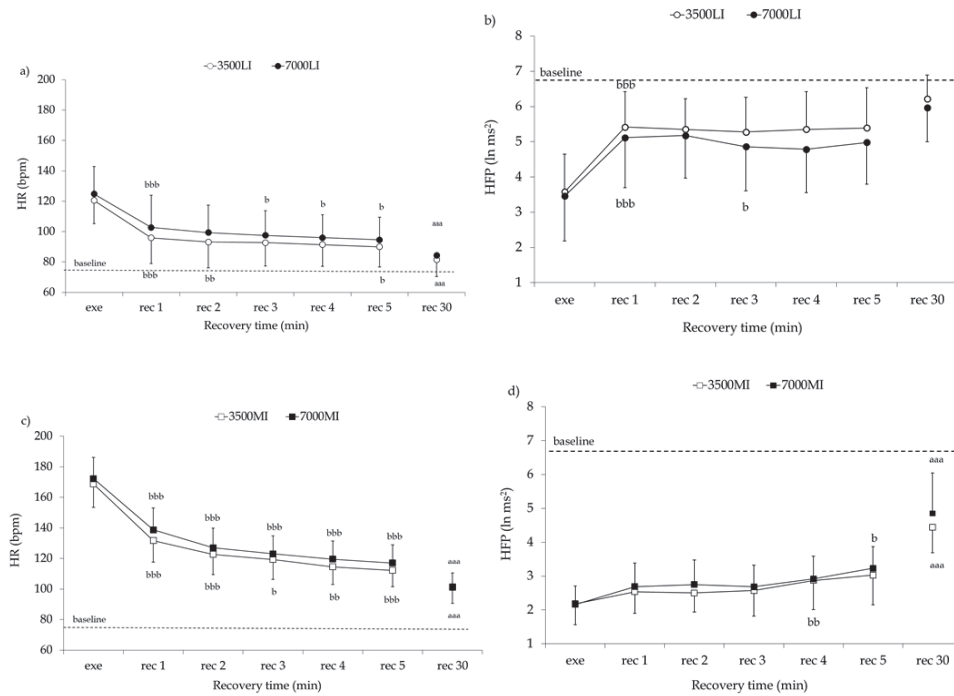 a)
3500LI 7000LI
200
180
160
140
120
100
80
60
HR (bpm)
baseline
bbb b b b aaa
bbb bb b aaa
exe rec 1 rec 2 rec 3 rec 4 rec 5 rec 30
Recovery time (min)
b)
3500LI 7000LI
8
7
6
5
4
3
2
1
HFP (ln ms²)
baseline
bbb
bbb b
exe rec 1 rec 2 rec 3 rec 4 rec 5 rec 30
Recovery time (min)
c)
3500MI 7000MI
200
180
160
140
120
100
80
60
HR (bpm)
bbb bbb bbb bbb bbb aaa
bbb bbb b bb bbb aaa
baseline
exe rec 1 rec 2 rec 3 rec 4 rec 5 rec 30
Recovery time (min)
d)
3500MI 7000MI
8
7
6
5
4
3
2
1
HFP (ln ms²)
baseline
aaa
b
aaa
bb
exe rec 1 rec 2 rec 3 rec 4 rec 5 rec 30
Recovery time (min)